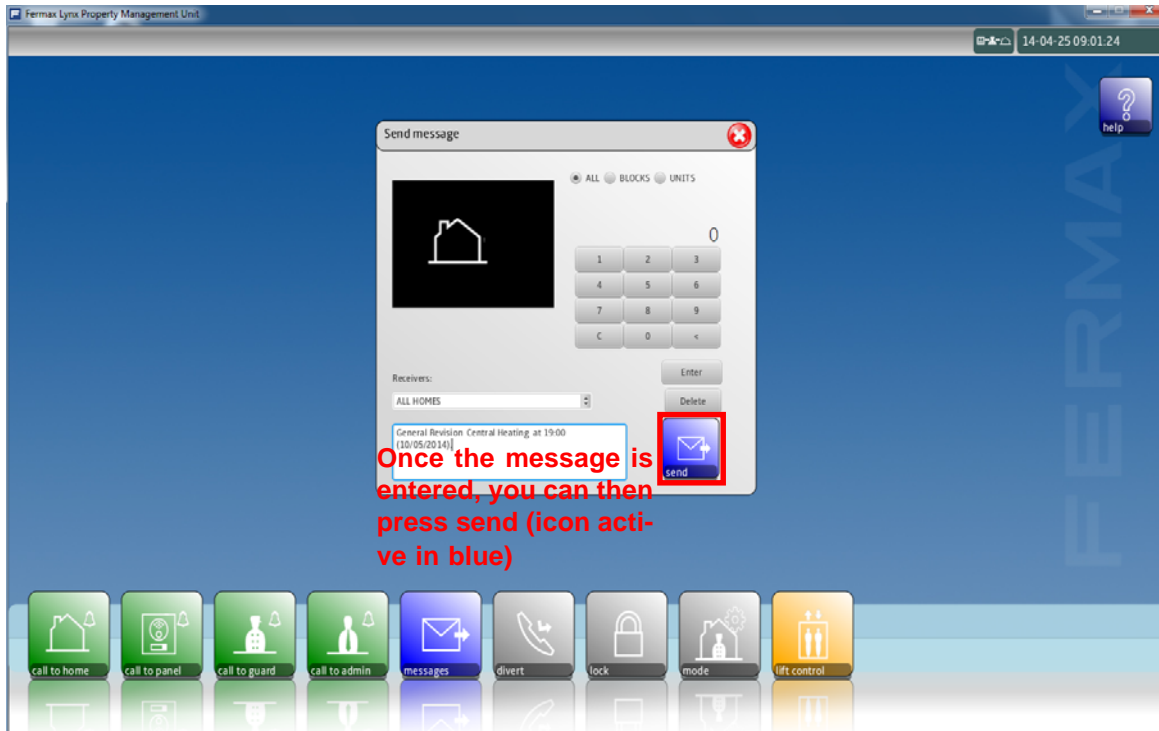 Fermax Lynx Property Management Unit
14-04-25 09:01:24
help
FERMAX
Send message
ALL BLOCKS UNITS
0
1 2 3
4 5 6
7 8 9
C 0 <
Enter
Receivers:
ALL HOMES
Delete
General Revision Central Heating at 19:00
(10/05/2014)
send
Once the message is
entered, you can then
press send (icon acti-
ve in blue)
call to home call to panel call to guard call to admin messages divert lock mode lift control